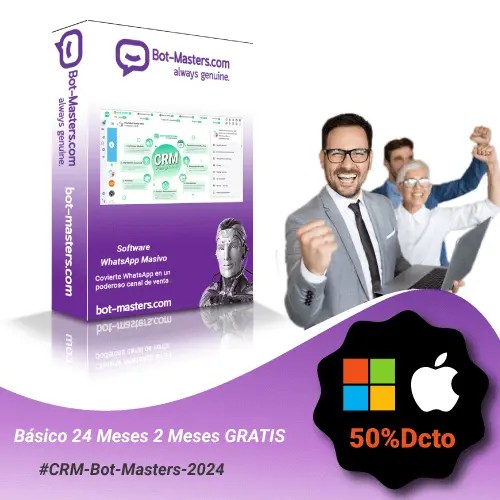 Bot-Masters.com
always genuine.
Bot-Masters.com
always genuine.
bot-masters.com
CRM
Software
WhatsApp Masivo
Covierte WhatsApp en un
poderoso canal de venta
bot-masters.com
Básico 24 Meses 2 Meses GRATIS
#CRM-Bot-Masters-2024
50%Dcto